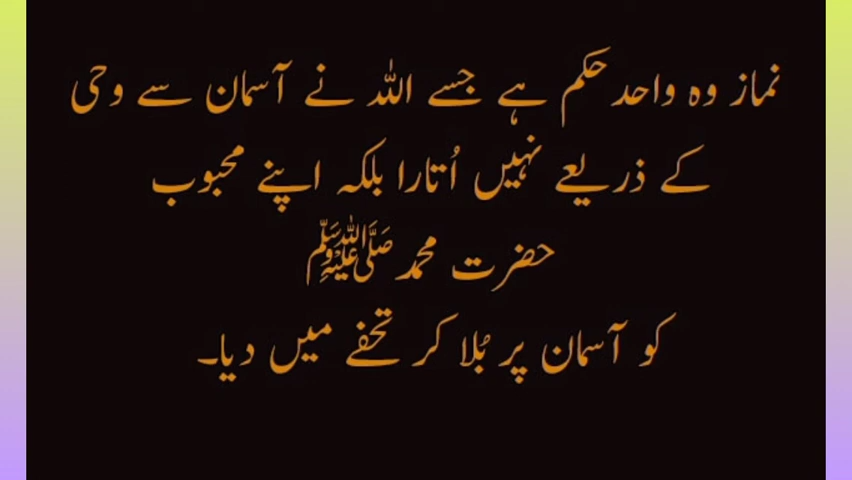 نماز وہ واحد حکم ہے جسے اللہ نے آسمان سے وحی
کے ذریعے نہیں اُتارا بلکہ اپنے محبوب
حضرت محمد ﷺ
کو آسمان پر بُلا کر تحفے میں دیا۔